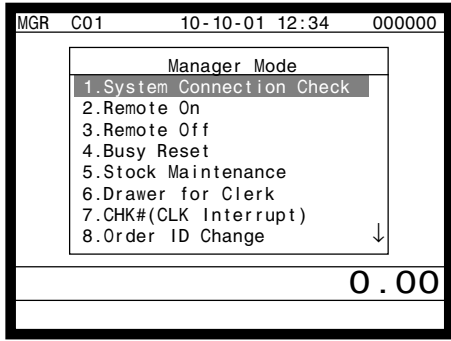 MGR C01 10-10-01 12:34 000000
Manager Mode
1.System Connection Check
2.Remote On
3.Remote Off
4.Busy Reset
5.Stock Maintenance
6.Drawer for Clerk
7.CHK#(CLK Interrupt)
8.Order ID Change ↓
0.00